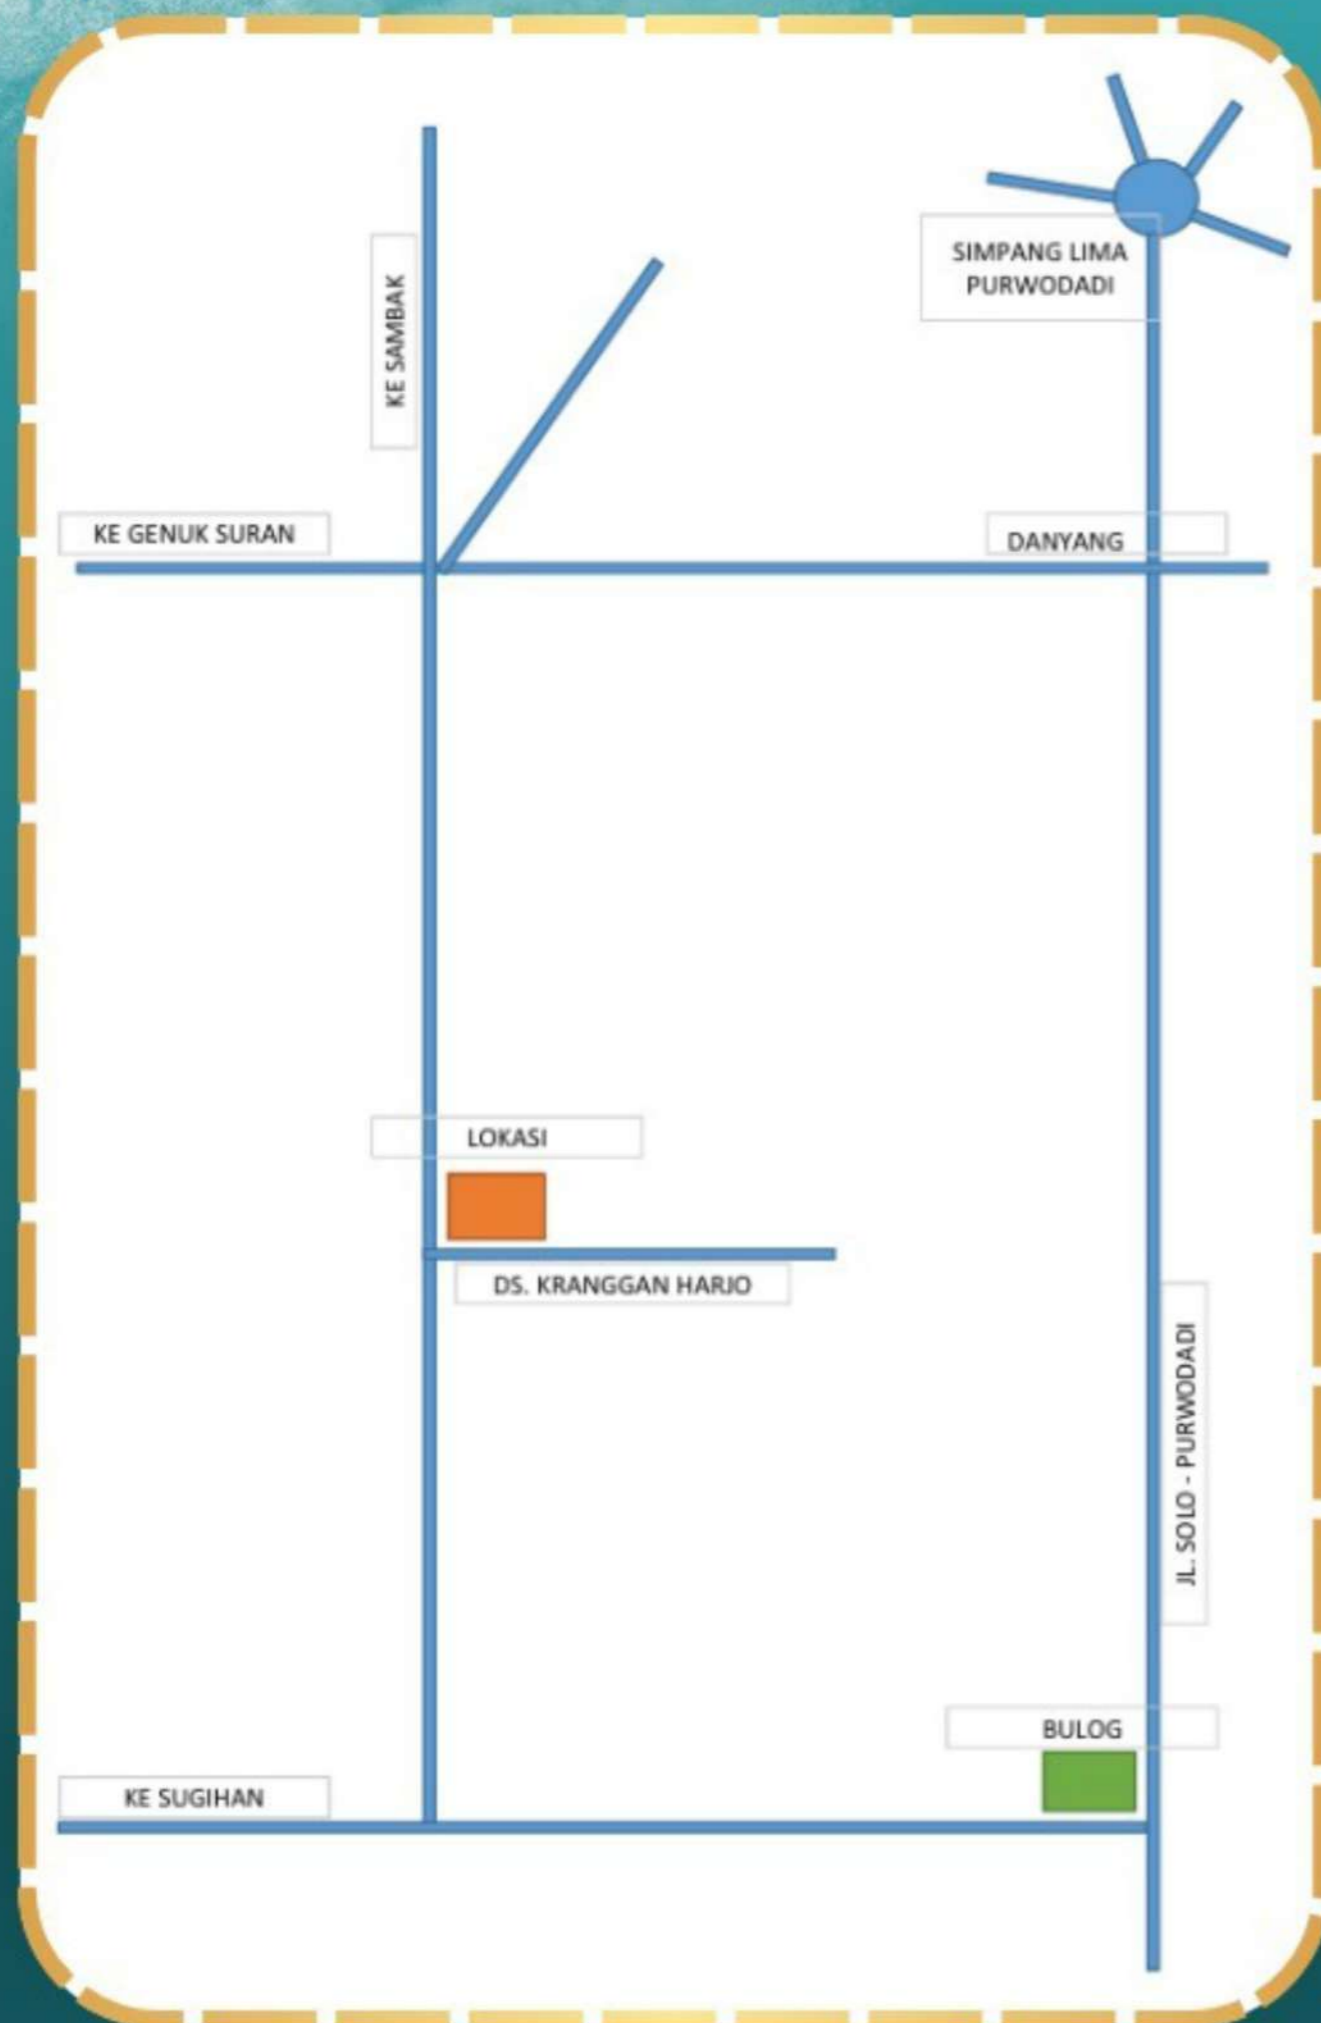 SIMPANG LIMA
PURWODADI
KE SAMBAK
KE GENUK SURAN
DANYANG
LOKASI
DS. KRANGGAN HARJO
JL. SOLO - PURWODADI
BULOG
KE SUGIHAN